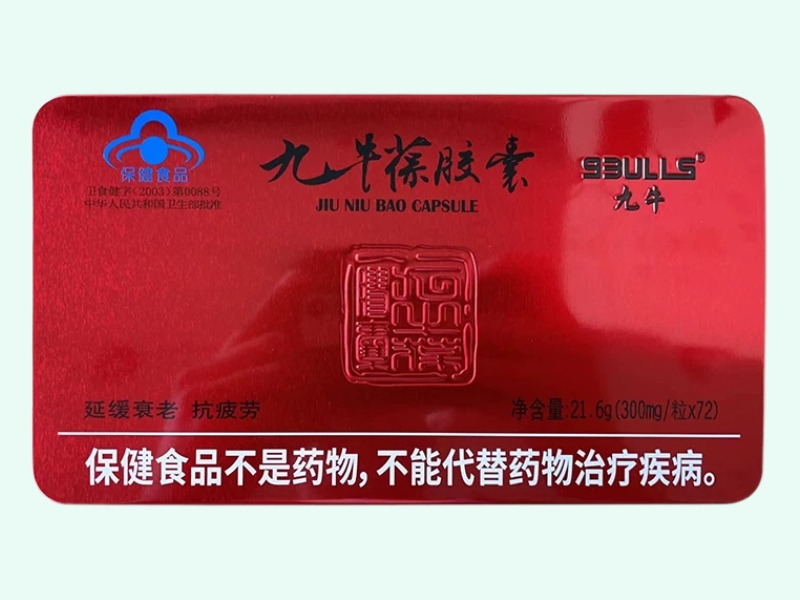 保健食品
卫食健字(2003)第0088号
中华人民共和国卫生部批准
九牛葆胶囊
JIU NIU BAO CAPSULE
9BULLS®
九牛
延缓衰老 抗疲劳
净含量:21.6g(300mg/粒x72)
保健食品不是药物,不能代替药物治疗疾病。